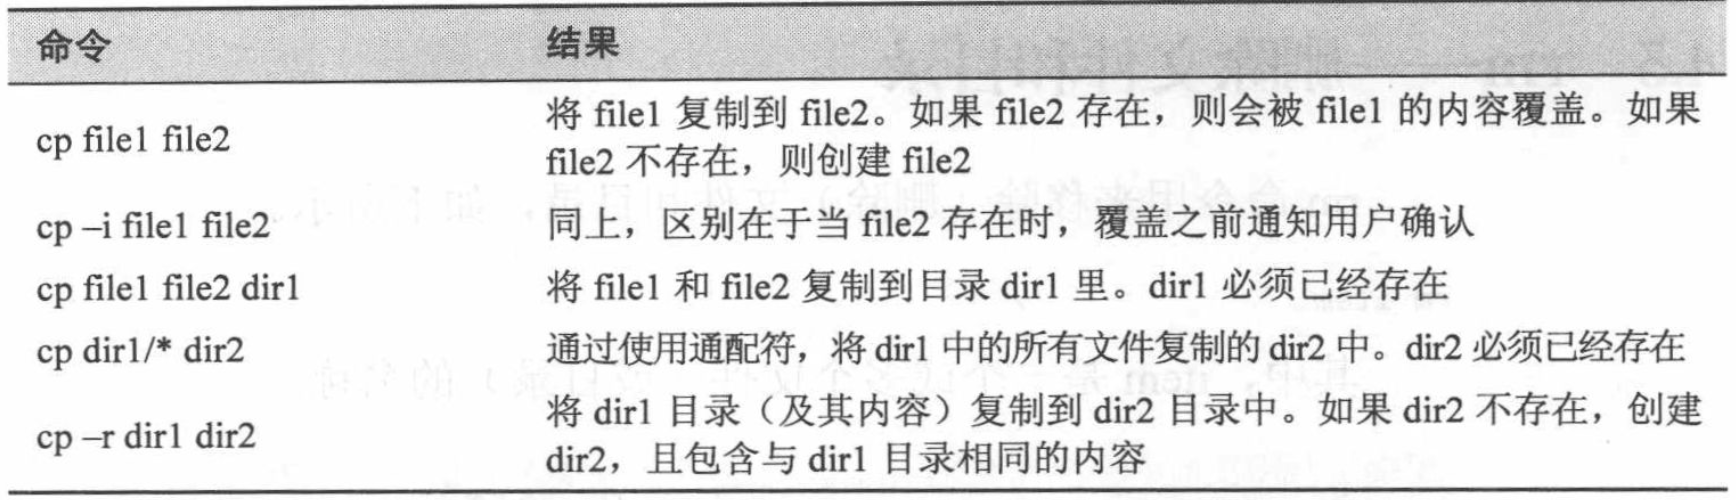 命令 结果
cp file1 file2
将 file1 复制到 file2。如果 file2 存在，则会被 file1 的内容覆盖。如果
file2 不存在，则创建 file2
cp –i file1 file2 同上，区别在于当 file2 存在时，覆盖之前通知用户确认
cp file1 file2 dir1 将 file1 和 file2 复制到目录 dir1 里。dir1 必须已经存在
cp dir1/* dir2 通过使用通配符，将 dir1 中的所有文件复制的 dir2 中。dir2 必须已经存在
cp –r dir1 dir2
将 dir1 目录（及其内容）复制到 dir2 目录中。如果 dir2 不存在，创建
dir2，且包含与 dir1 目录相同的内容